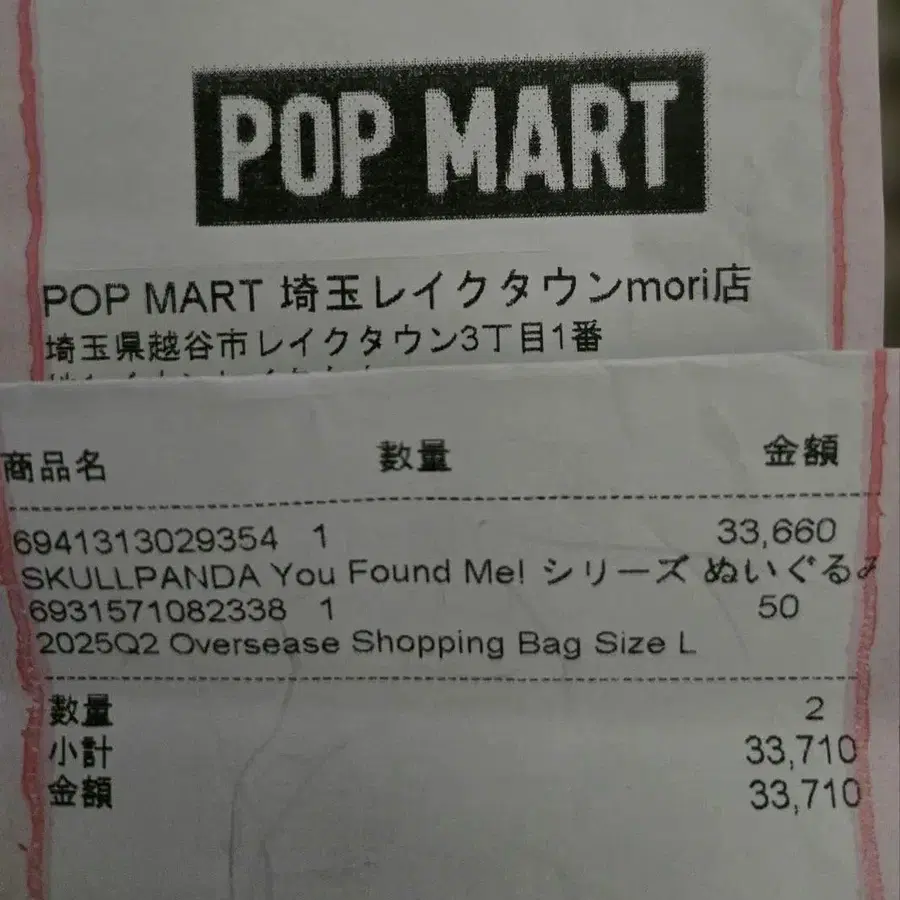 POP MART
POP MART 埼玉レイクタウンmori店
埼玉県越谷市レイクタウン3丁目1番
商品名 数量 金額
6941313029354 1 33,660
SKULLPANDA You Found Me! シリーズ ぬいぐるみ
6931571082338 1 50
2025Q2 Oversease Shopping Bag Size L
数量 2
小計 33,710
金額 33,710